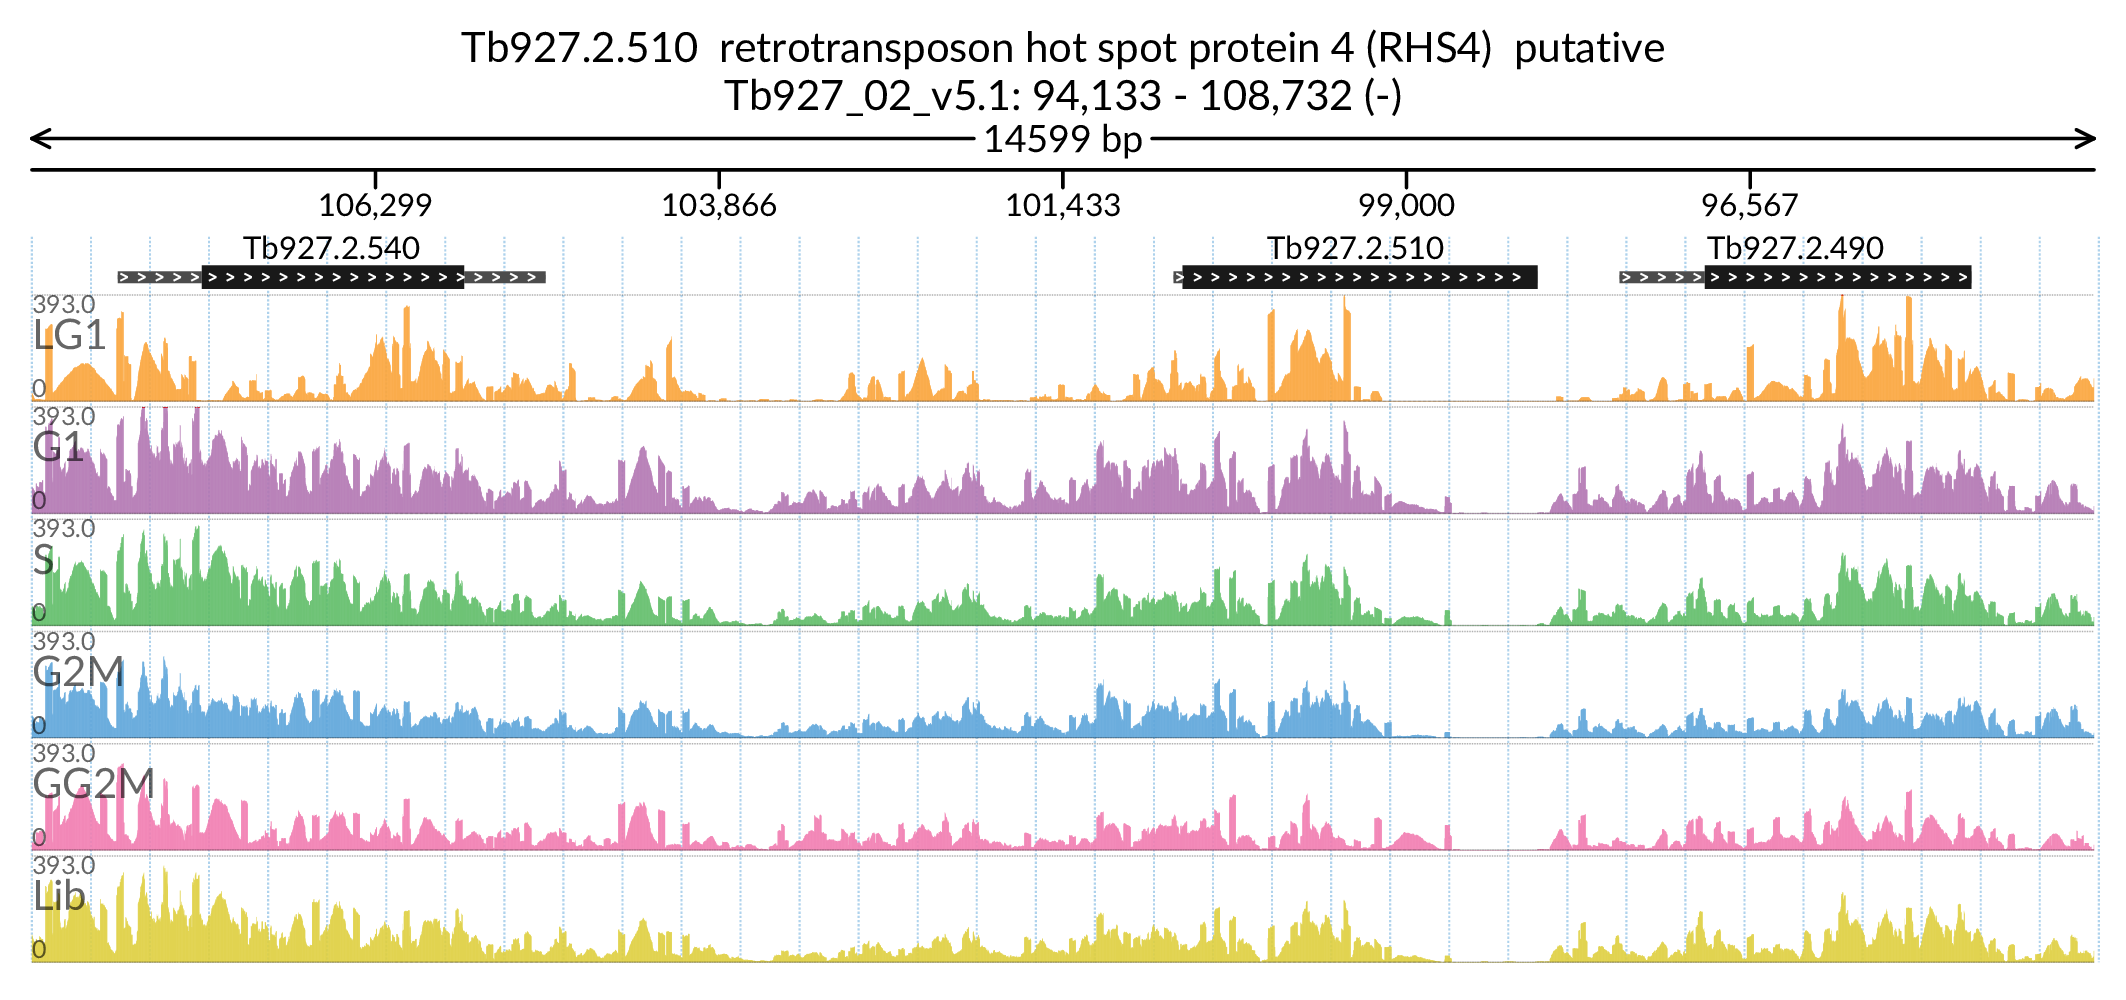 Tb927.2.510 retrotransposon hot spot protein 4 (RHS4) putative
Tb927_02_v5.1: 94,133 - 108,732 (-)
14599 bp
106,299 103,866 101,433 99,000 96,567
Tb927.2.540 Tb927.2.510 Tb927.2.490
393.0
LG1
0
393.0
G1
0
393.0
S
0
393.0
G2M
0
393.0
GG2M
0
393.0
Lib
0